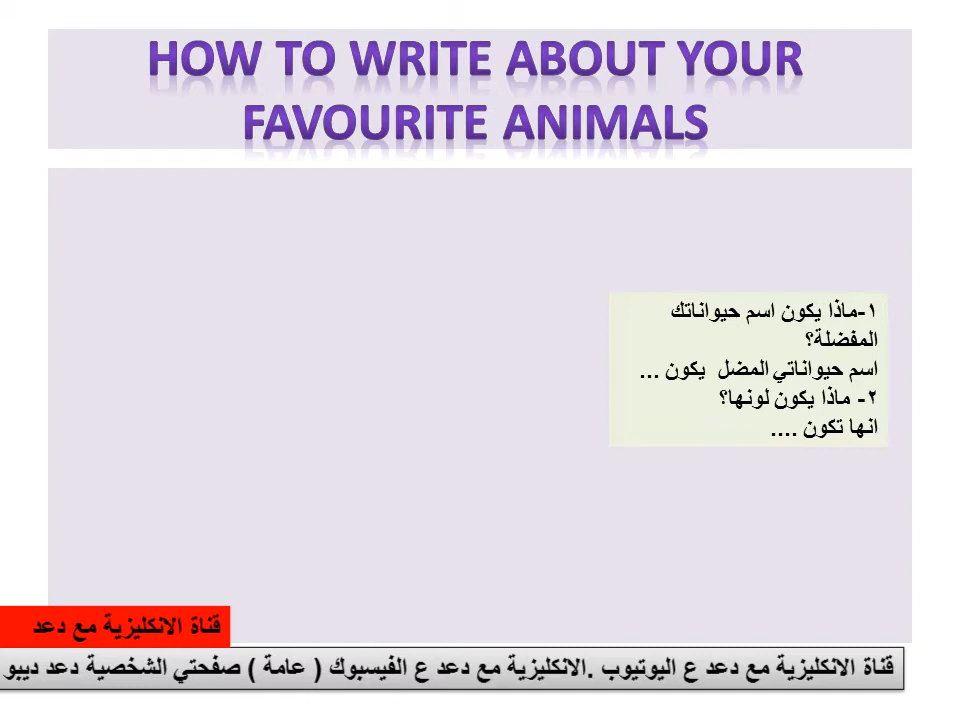 HOW TO WRITE ABOUT YOUR
FAVOURITE ANIMALS
١-ماذا يكون اسم حيواناتك
المفضلة؟
اسم حيواناتي المضل يكون ...
٢- ماذا يكون لونها؟
انها تكون ....
قناة الانكليزية مع دعد
قناة الانكليزية مع دعد ع اليوتيوب .الانكليزية مع دعد ع الفيسبوك ( عامة ) صفحتي الشخصية دعد ديبو